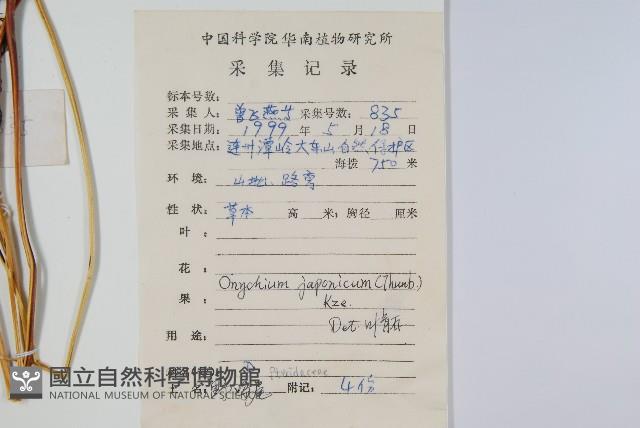 中国科学院华南植物研究所
采集记录
标本号数:
采集人: 曾飞燕 采集号数: 835
采集日期: 1999 年 5 月 18 日
采集地点: 连州潭岭大东山自然保护区
海拨 750 米
环境: 山地、路旁
性状: 草本 高 米; 胸径 厘米
叶:
花
Onychium japonicum (Thunb.)
果: Kze.
Det.
用途:
Pteridaceae
附记: 4份
國立自然科學博物館
NATIONAL MUSEUM OF NATURAL SCIENCE